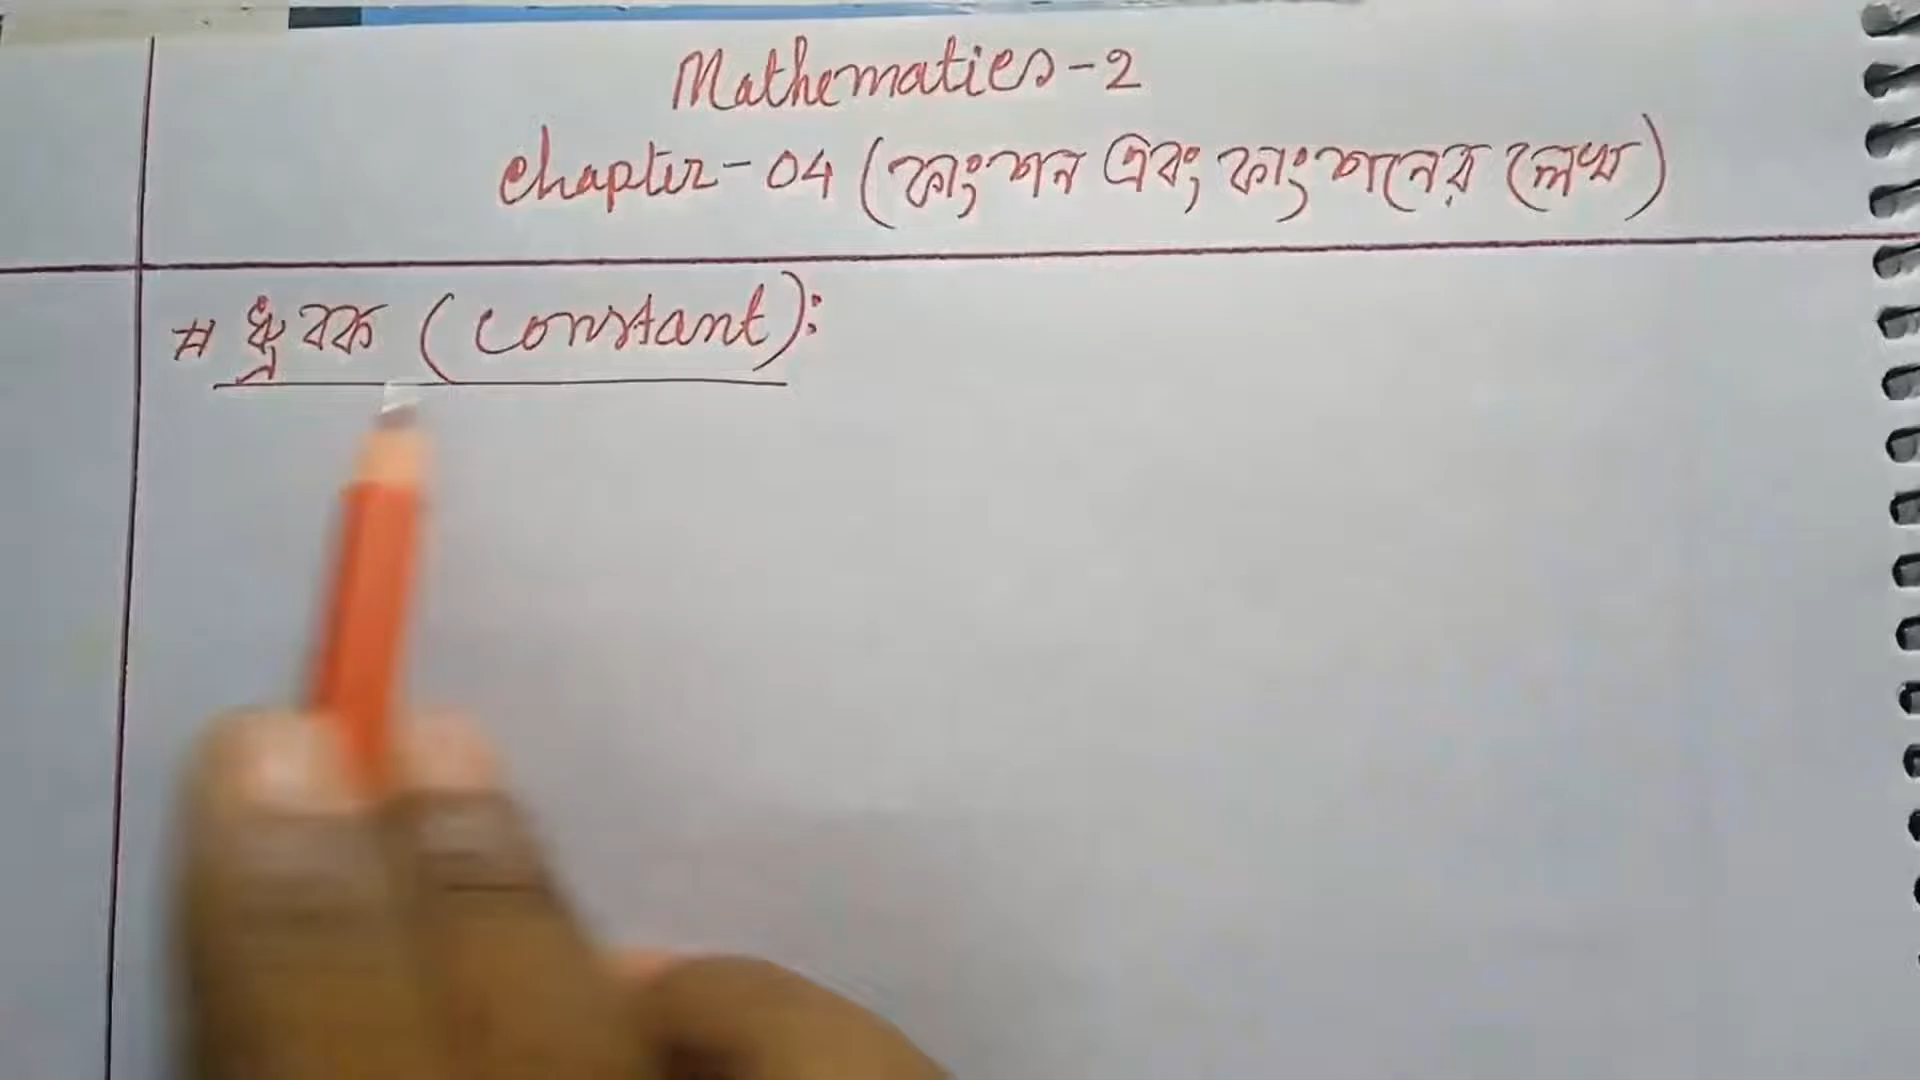 Mathematics-2
chapter-04 (ফাংশন এবং ফাংশনের লেখ)
# ধ্রুবক (constant):